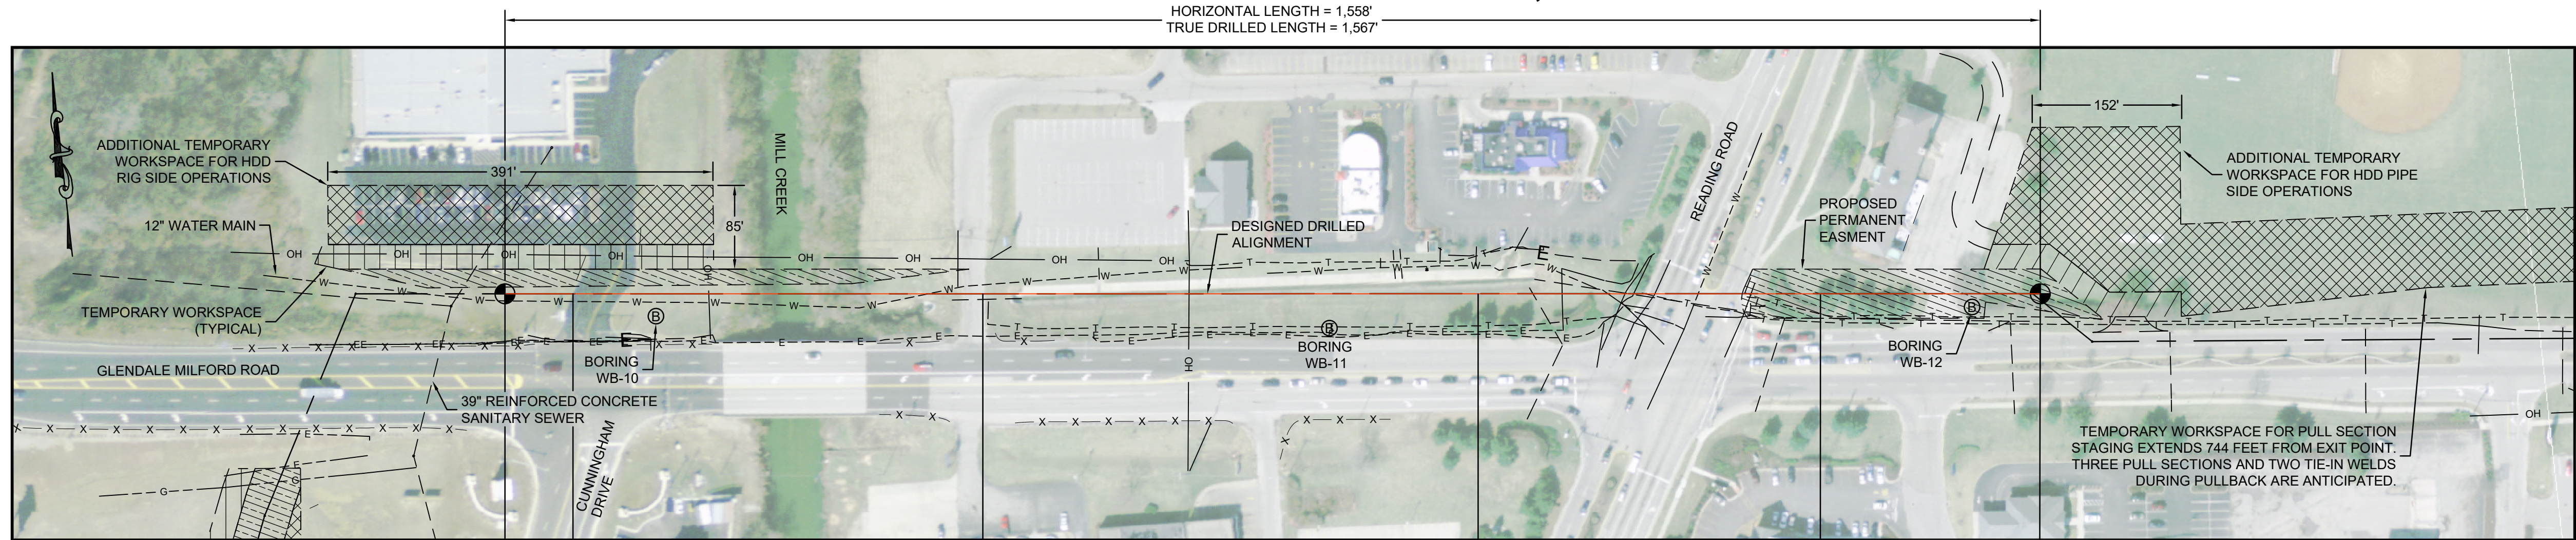 HORIZONTAL LENGTH = 1,558'
TRUE DRILLED LENGTH = 1,567'
152'
ADDITIONAL TEMPORARY
WORKSPACE FOR HDD
RIG SIDE OPERATIONS
391'
85'
MILL CREEK
12" WATER MAIN
TEMPORARY WORKSPACE
(TYPICAL)
DESIGNED DRILLED
ALIGNMENT
READING ROAD
PROPOSED
PERMANENT
EASMENT
ADDITIONAL TEMPORARY
WORKSPACE FOR HDD PIPE
SIDE OPERATIONS
GLENDALE MILFORD ROAD
BORING
WB-10
BORING
WB-11
BORING
WB-12
39" REINFORCED CONCRETE
SANITARY SEWER
CUNNINGHAM
DRIVE
TEMPORARY WORKSPACE FOR PULL SECTION
STAGING EXTENDS 744 FEET FROM EXIT POINT.
THREE PULL SECTIONS AND TWO TIE-IN WELDS
DURING PULLBACK ARE ANTICIPATED.